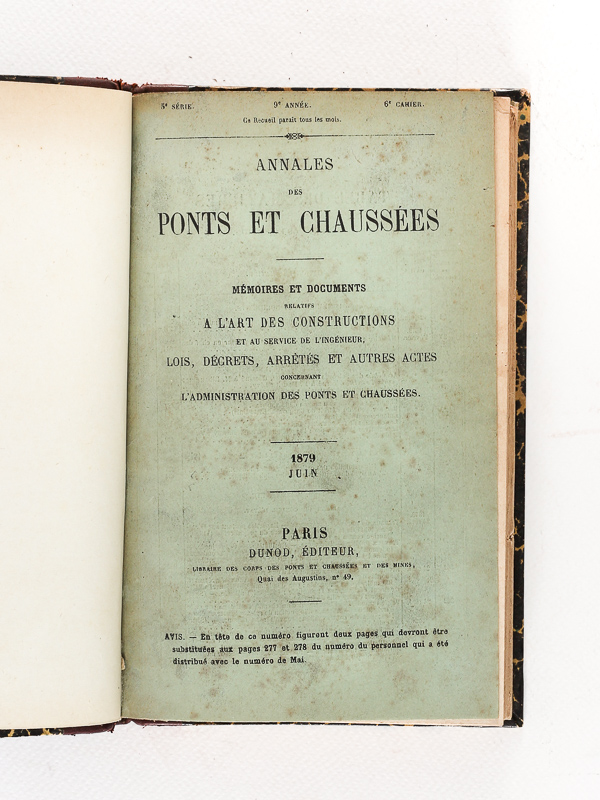 5e SÉRIE. 9e ANNÉE. 6e CAHIER.
Ce Recueil paraît tous les mois.
ANNALES
DES
PONTS ET CHAUSSÉES
MÉMOIRES ET DOCUMENTS
RELATIFS
A L'ART DES CONSTRUCTIONS
ET AU SERVICE DE L'INGÉNIEUR,
LOIS, DÉCRETS, ARRÊTÉS ET AUTRES ACTES
CONCERNANT
L'ADMINISTRATION DES PONTS ET CHAUSSÉES.
1879
JUIN
PARIS
DUNOD, ÉDITEUR,
LIBRAIRE DES CORPS DES PONTS ET CHAUSSÉES ET DES MINES,
Quai des Augustins, n° 49,
AVIS. — En tête de ce numéro figurent deux pages qui devront être
substituées aux pages 277 et 278 du numéro du personnel qui a été
distribué avec le numéro de Mai.